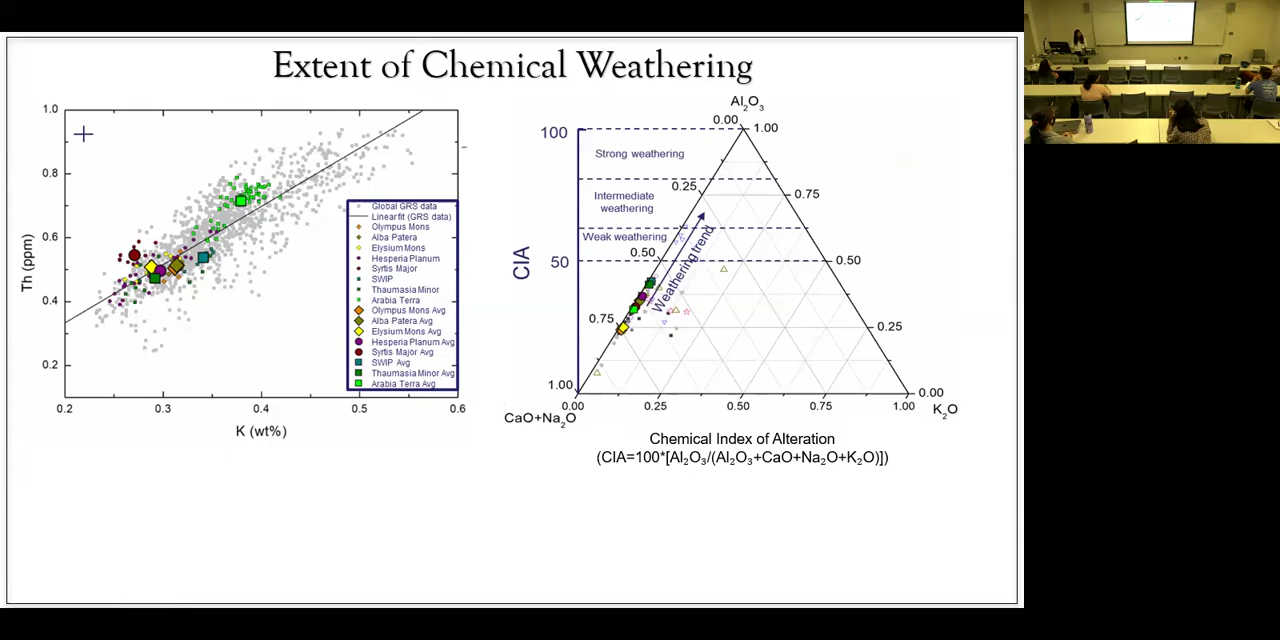 Extent of Chemical Weathering
1.0
0.8
0.6
0.4
0.2
Th (ppm)
0.2
0.3
0.4
0.5
0.6
K (wt%)
Global GRS data
Linear fit (GRS data)
Olympus Mons
Alba Patera
Elysium Mons
Hesperia Planum
Syrtis Major
SWIP
Thaumasia Minor
Arabia Terra
Olympus Mons Avg
Alba Patera Avg
Elysium Mons Avg
Hesperia Planum Avg
Syrtis Major Avg
SWIP Avg
Thaumasia Minor Avg
Arabia Terra Avg
Al₂O₃
100
0.00
1.00
Strong weathering
Intermediate
weathering
0.25
0.75
Weak weathering
CIA
50
0.50
0.50
Weathering trend
0.75
0.25
1.00
0.00
0.00
0.25
0.50
0.75
1.00
CaO+Na₂O
K₂O
Chemical Index of Alteration
(CIA=100*[Al₂O₃/(Al₂O₃+CaO+Na₂O+K₂O)])